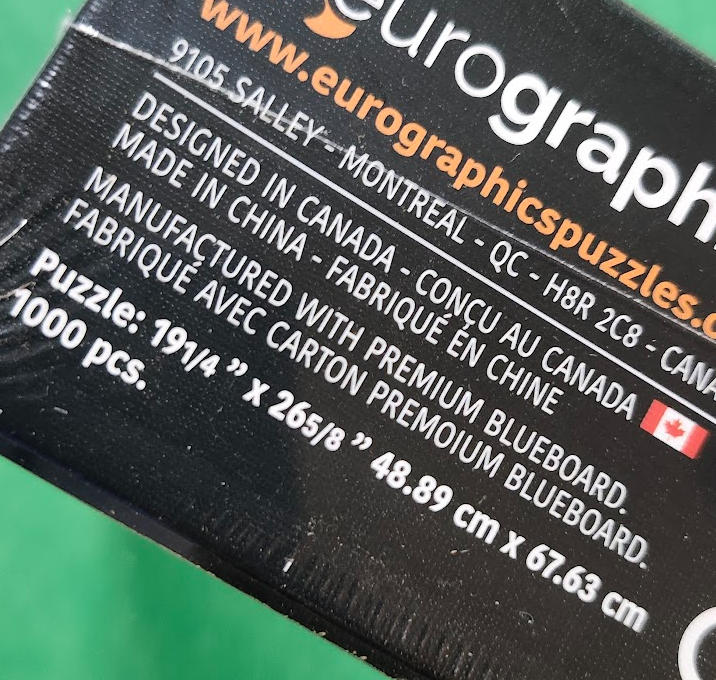 eurograph
www.eurographicspuzzles.c
9105 SALLEY - MONTREAL - QC - H8R 2C8 - CANA
DESIGNED IN CANADA - CONÇU AU CANADA
MADE IN CHINA - FABRIQUÉ EN CHINE
MANUFACTURED WITH PREMIUM BLUEBOARD.
FABRIQUÉ AVEC CARTON PREMOIUM BLUEBOARD.
Puzzle: 191/4 ” x 265/8 ” 48.89 cm x 67.63 cm
1000 pcs.